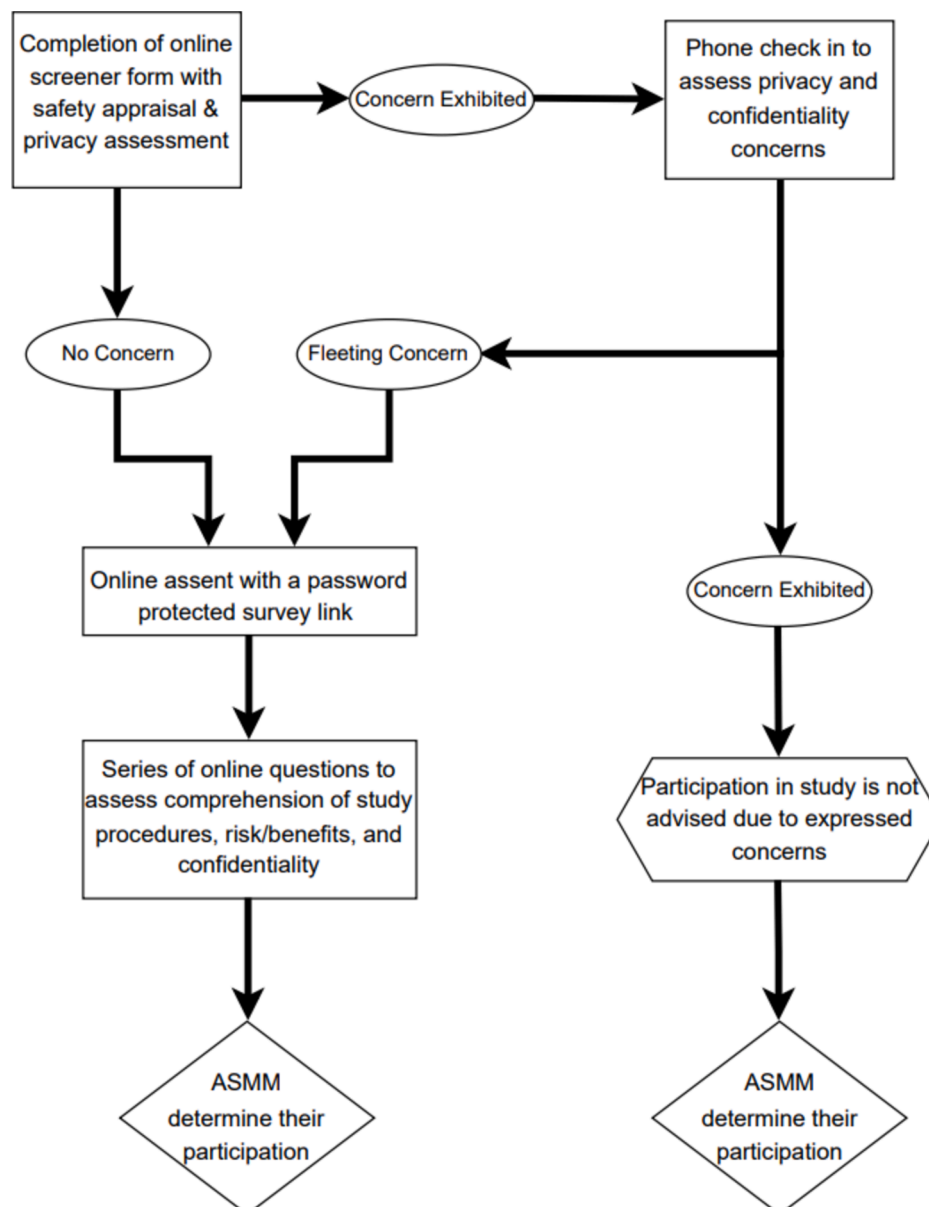 Completion of online
screener form with
safety appraisal &
privacy assessment
Concern Exhibited
Phone check in to
assess privacy and
confidentiality
concerns
No Concern
Fleeting Concern
Online assent with a password
protected survey link
Concern Exhibited
Series of online questions to
assess comprehension of study
procedures, risk/benefits, and
confidentiality
Participation in study is not
advised due to expressed
concerns
ASMM
determine their
participation
ASMM
determine their
participation